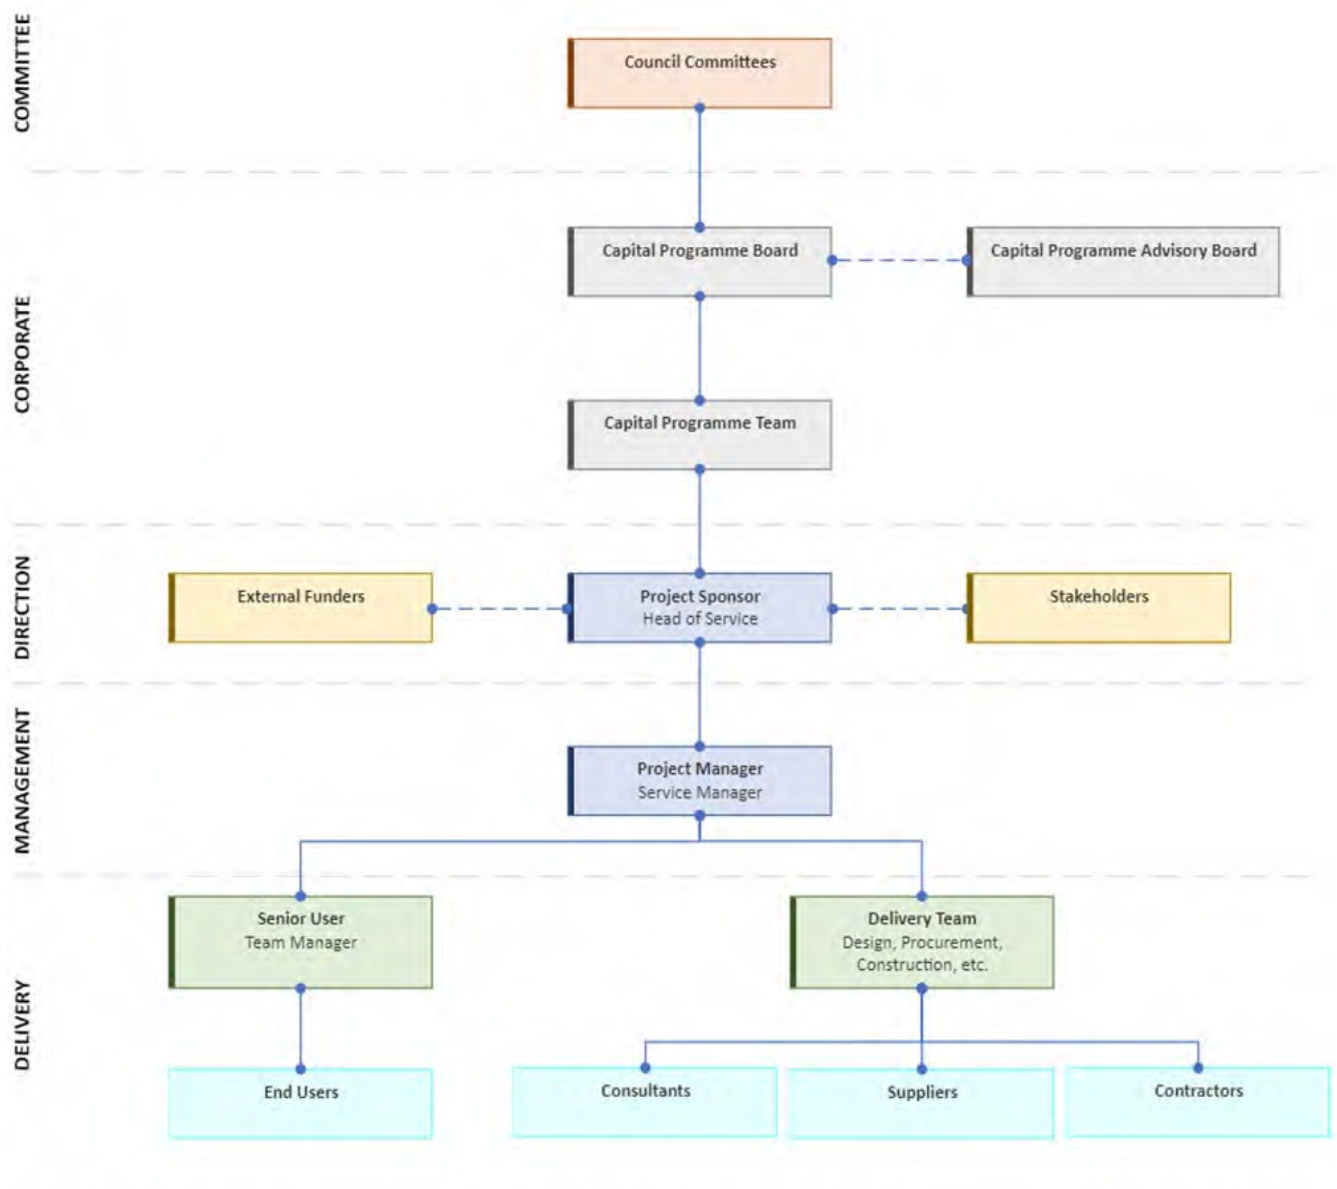 COMMITTEE
Council Committees
CORPORATE
Capital Programme Board
Capital Programme Advisory Board
Capital Programme Team
DIRECTION
External Funders
Project Sponsor
Head of Service
Stakeholders
MANAGEMENT
Project Manager
Service Manager
DELIVERY
Senior User
Team Manager
Delivery Team
Design, Procurement,
Construction, etc.
End Users
Consultants
Suppliers
Contractors